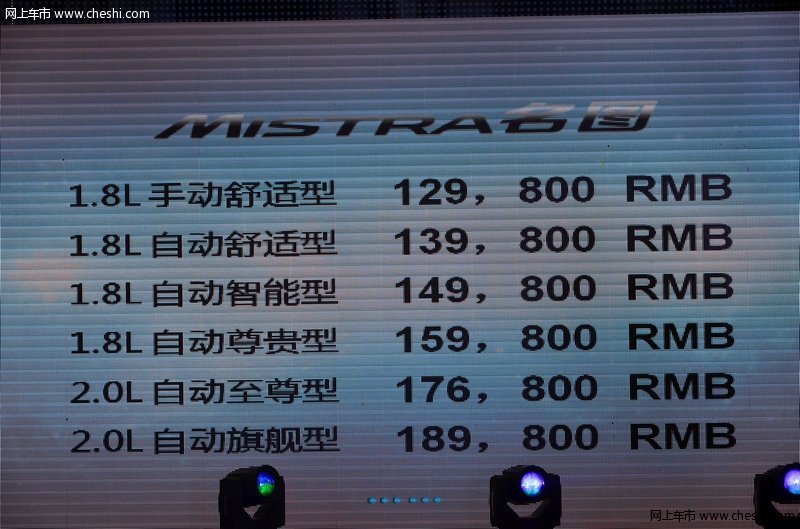 网上车市 www.cheshi.com
MISTRA名图
1.8L 手动舒适型 129，800 RMB
1.8L 自动舒适型 139，800 RMB
1.8L 自动智能型 149，800 RMB
1.8L 自动尊贵型 159，800 RMB
2.0L 自动至尊型 176，800 RMB
2.0L 自动旗舰型 189，800 RMB
网上车市 www.cheshi.com